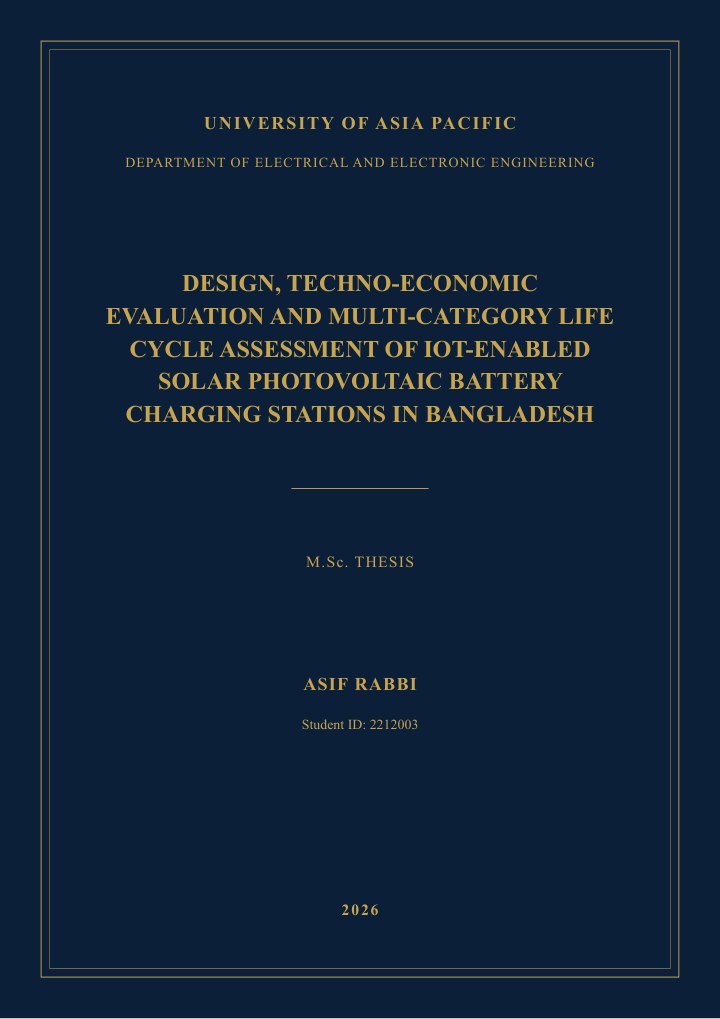 UNIVERSITY OF ASIA PACIFIC
DEPARTMENT OF ELECTRICAL AND ELECTRONIC ENGINEERING
DESIGN, TECHNO-ECONOMIC
EVALUATION AND MULTI-CATEGORY LIFE
CYCLE ASSESSMENT OF IOT-ENABLED
SOLAR PHOTOVOLTAIC BATTERY
CHARGING STATIONS IN BANGLADESH
M.Sc. THESIS
ASIF RABBI
Student ID: 2212003
2026